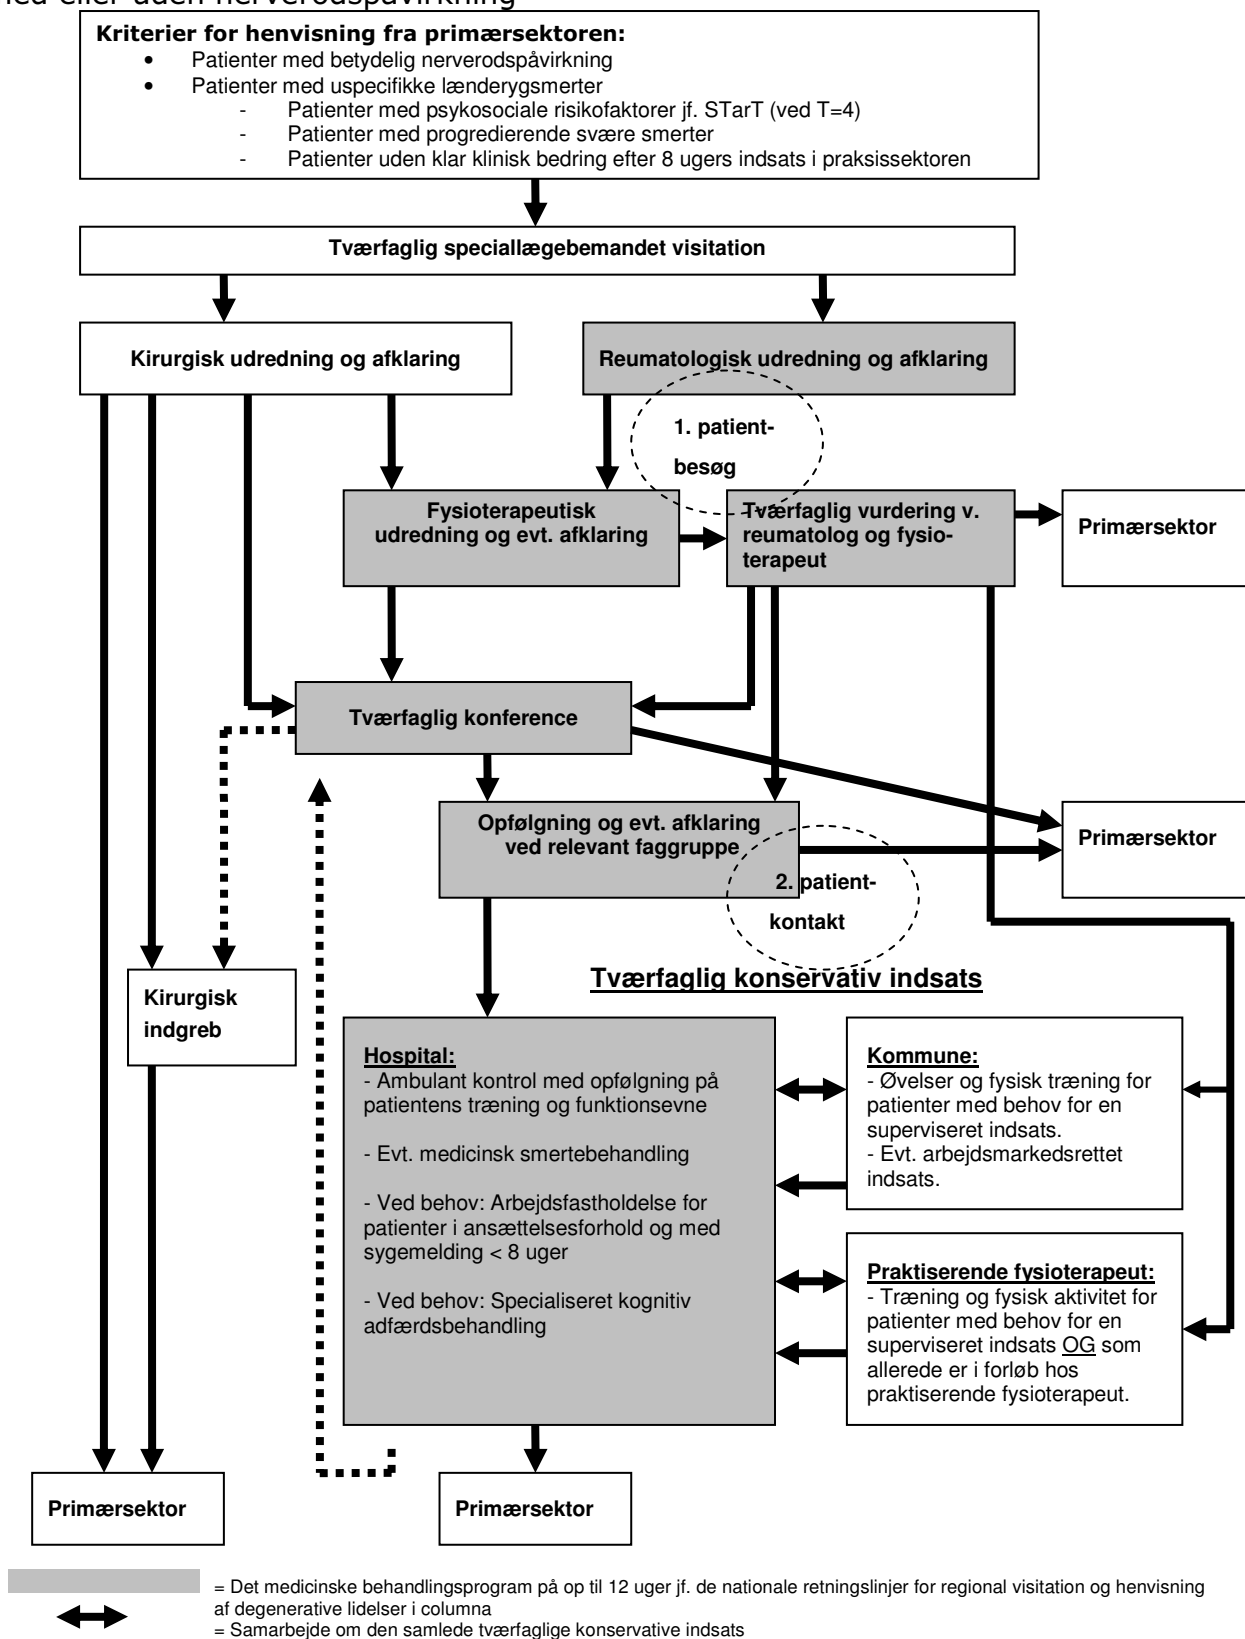 med eller uden nerverodspåvirkning
Kriterier for henvisning fra primærsektoren:
• Patienter med betydelig nerverodspåvirkning
• Patienter med uspecifikke lænderygsmerter
- Patienter med psykosociale risikofaktorer jf. STarT (ved T=4)
- Patienter med progredierende svære smerter
- Patienter uden klar klinisk bedring efter 8 ugers indsats i praksissektoren
Tværfaglig speciallægebemandet visitation
Kirurgisk udredning og afklaring
Reumatologisk udredning og afklaring
1. patient-
besøg
Fysioterapeutisk
udredning og evt. afklaring
Tværfaglig vurdering v.
reumatolog og fysio-
terapeut
Primærsektor
Tværfaglig konference
Opfølgning og evt. afklaring
ved relevant faggruppe
Primærsektor
2. patient-
kontakt
Tværfaglig konservativ indsats
Kirurgisk
indgreb
Hospital:
- Ambulant kontrol med opfølgning på
patientens træning og funktionsevne
- Evt. medicinsk smertebehandling
- Ved behov: Arbejdsfastholdelse for
patienter i ansættelsesforhold og med
sygemelding < 8 uger
- Ved behov: Specialiseret kognitiv
adfærdsbehandling
Kommune:
- Øvelser og fysisk træning for
patienter med behov for en
superviseret indsats.
- Evt. arbejdsmarkedsrettet
indsats.
Praktiserende fysioterapeut:
- Træning og fysisk aktivitet for
patienter med behov for en
superviseret indsats OG som
allerede er i forløb hos
praktiserende fysioterapeut.
Primærsektor
Primærsektor
= Det medicinske behandlingsprogram på op til 12 uger jf. de nationale retningslinjer for regional visitation og henvisning
af degenerative lidelser i columna
= Samarbejde om den samlede tværfaglige konservative indsats